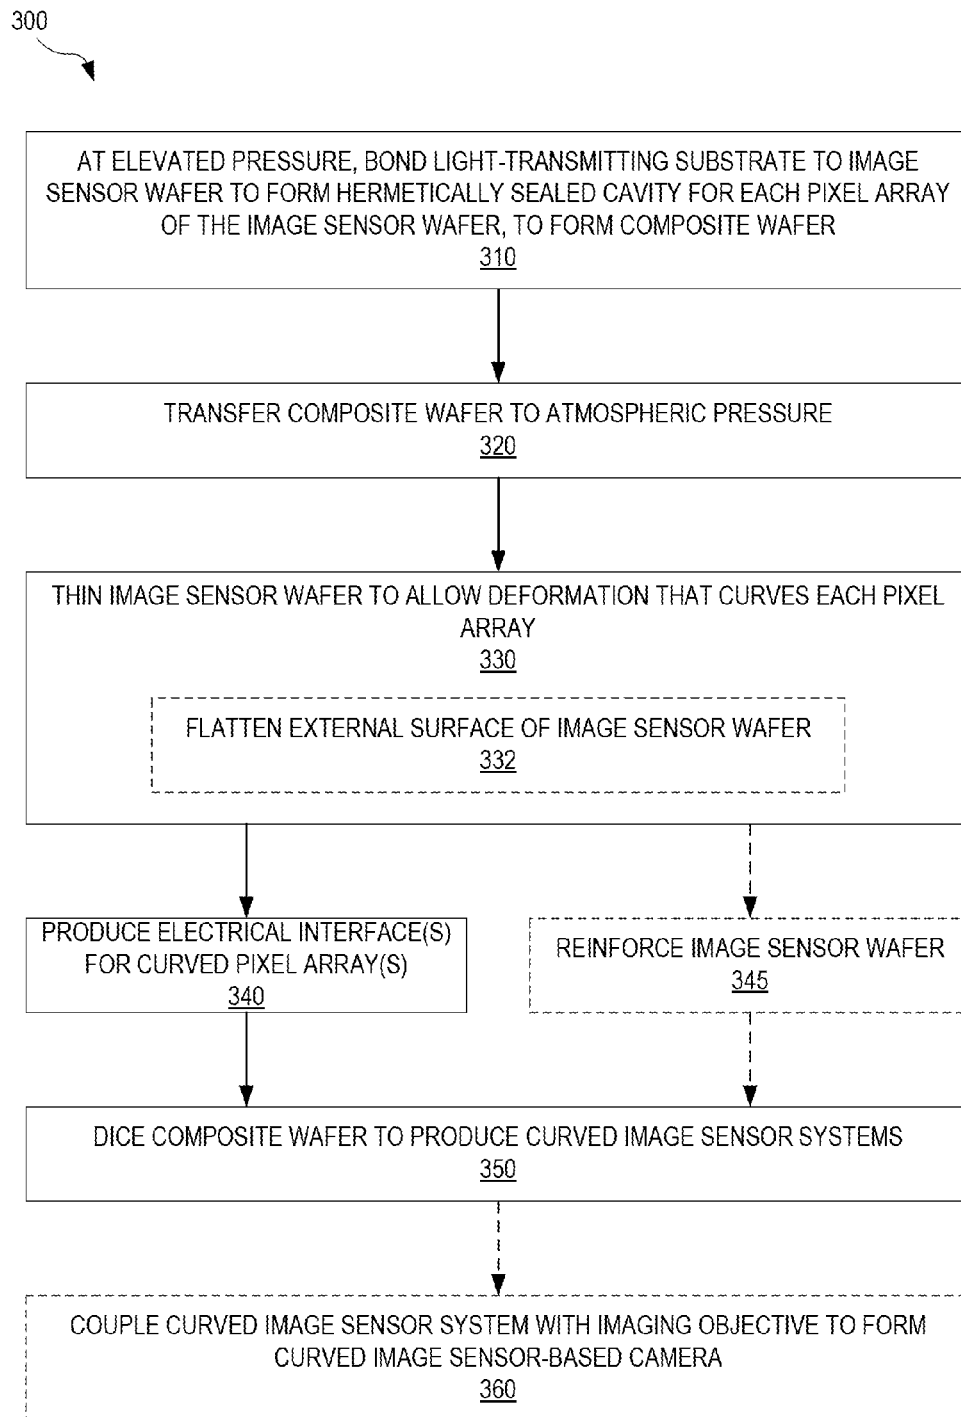 300
AT ELEVATED PRESSURE, BOND LIGHT-TRANSMITTING SUBSTRATE TO IMAGE
SENSOR WAFER TO FORM HERMETICALLY SEALED CAVITY FOR EACH PIXEL ARRAY
OF THE IMAGE SENSOR WAFER, TO FORM COMPOSITE WAFER
310
TRANSFER COMPOSITE WAFER TO ATMOSPHERIC PRESSURE
320
THIN IMAGE SENSOR WAFER TO ALLOW DEFORMATION THAT CURVES EACH PIXEL
ARRAY
330
FLATTEN EXTERNAL SURFACE OF IMAGE SENSOR WAFER
332
PRODUCE ELECTRICAL INTERFACE(S)
FOR CURVED PIXEL ARRAY(S)
340
REINFORCE IMAGE SENSOR WAFER
345
DICE COMPOSITE WAFER TO PRODUCE CURVED IMAGE SENSOR SYSTEMS
350
COUPLE CURVED IMAGE SENSOR SYSTEM WITH IMAGING OBJECTIVE TO FORM
CURVED IMAGE SENSOR-BASED CAMERA
360